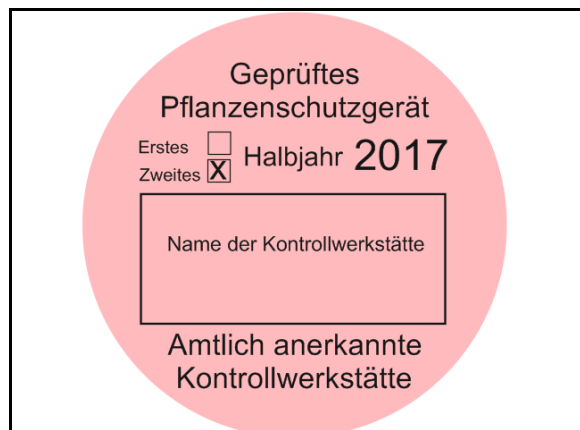 Geprüftes
Pflanzenschutzgerät
Erstes
Zweites X Halbjahr 2017
Name der Kontrollwerkstätte
Amtlich anerkannte
Kontrollwerkstätte